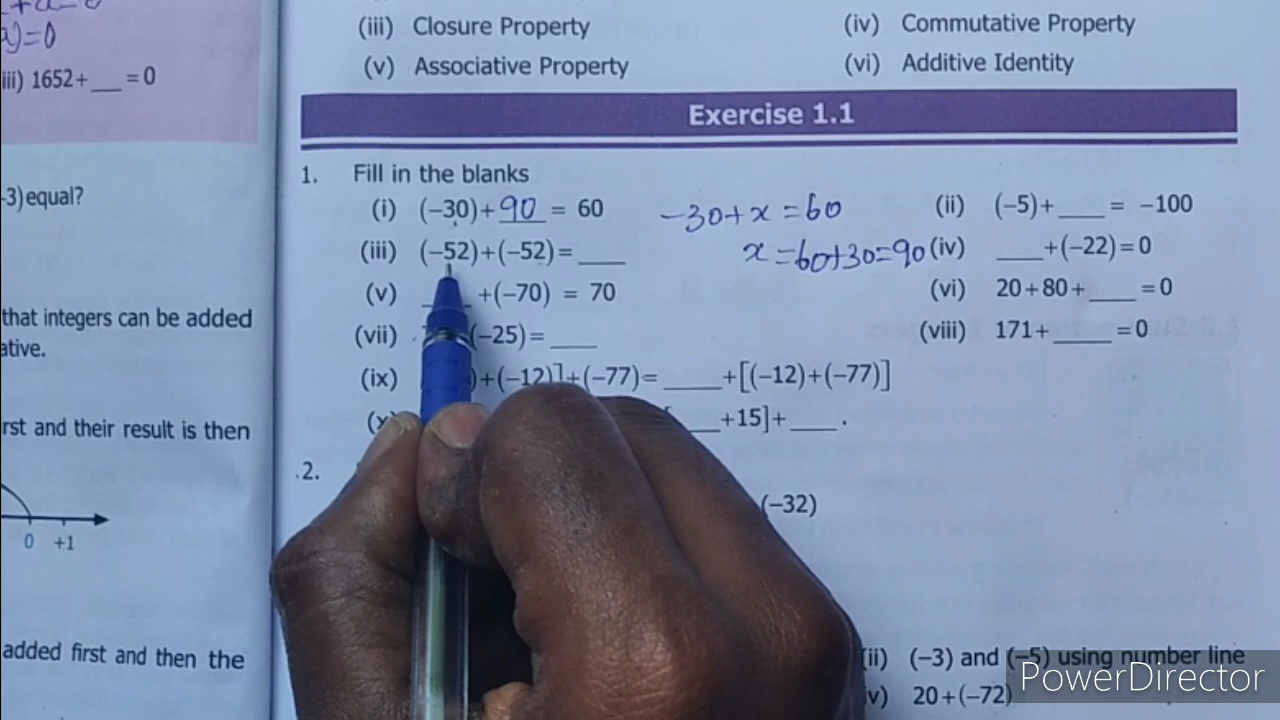 (iii) Closure Property (iv) Commutative Property
(v) Associative Property (vi) Additive Identity
a)=0
iii) 1652+ ___ =0
Exercise 1.1
-3) equal?
1. Fill in the blanks
(i) (−30)+ 90 = 60 −30+x=60 (ii) (−5)+ ___ = −100
(iii) (−52)+(−52)= ___ x=60+30=90 (iv) ___ +(−22)=0
(v) ___ +(−70) = 70 (vi) 20+80+ ___ =0
that integers can be added
(vii) (−25)= ___ (viii) 171+ ___ =0
ative.
(ix) )+(−12)]+(−77)= ___ +[(−12)+(−77)]
rst and their result is then
(x) ___ +15]+ ___ .
2.
(−32)
0 +1
added first and then the
(ii) (−3) and (−5) using number line
v) 20+(−72)
PowerDirector